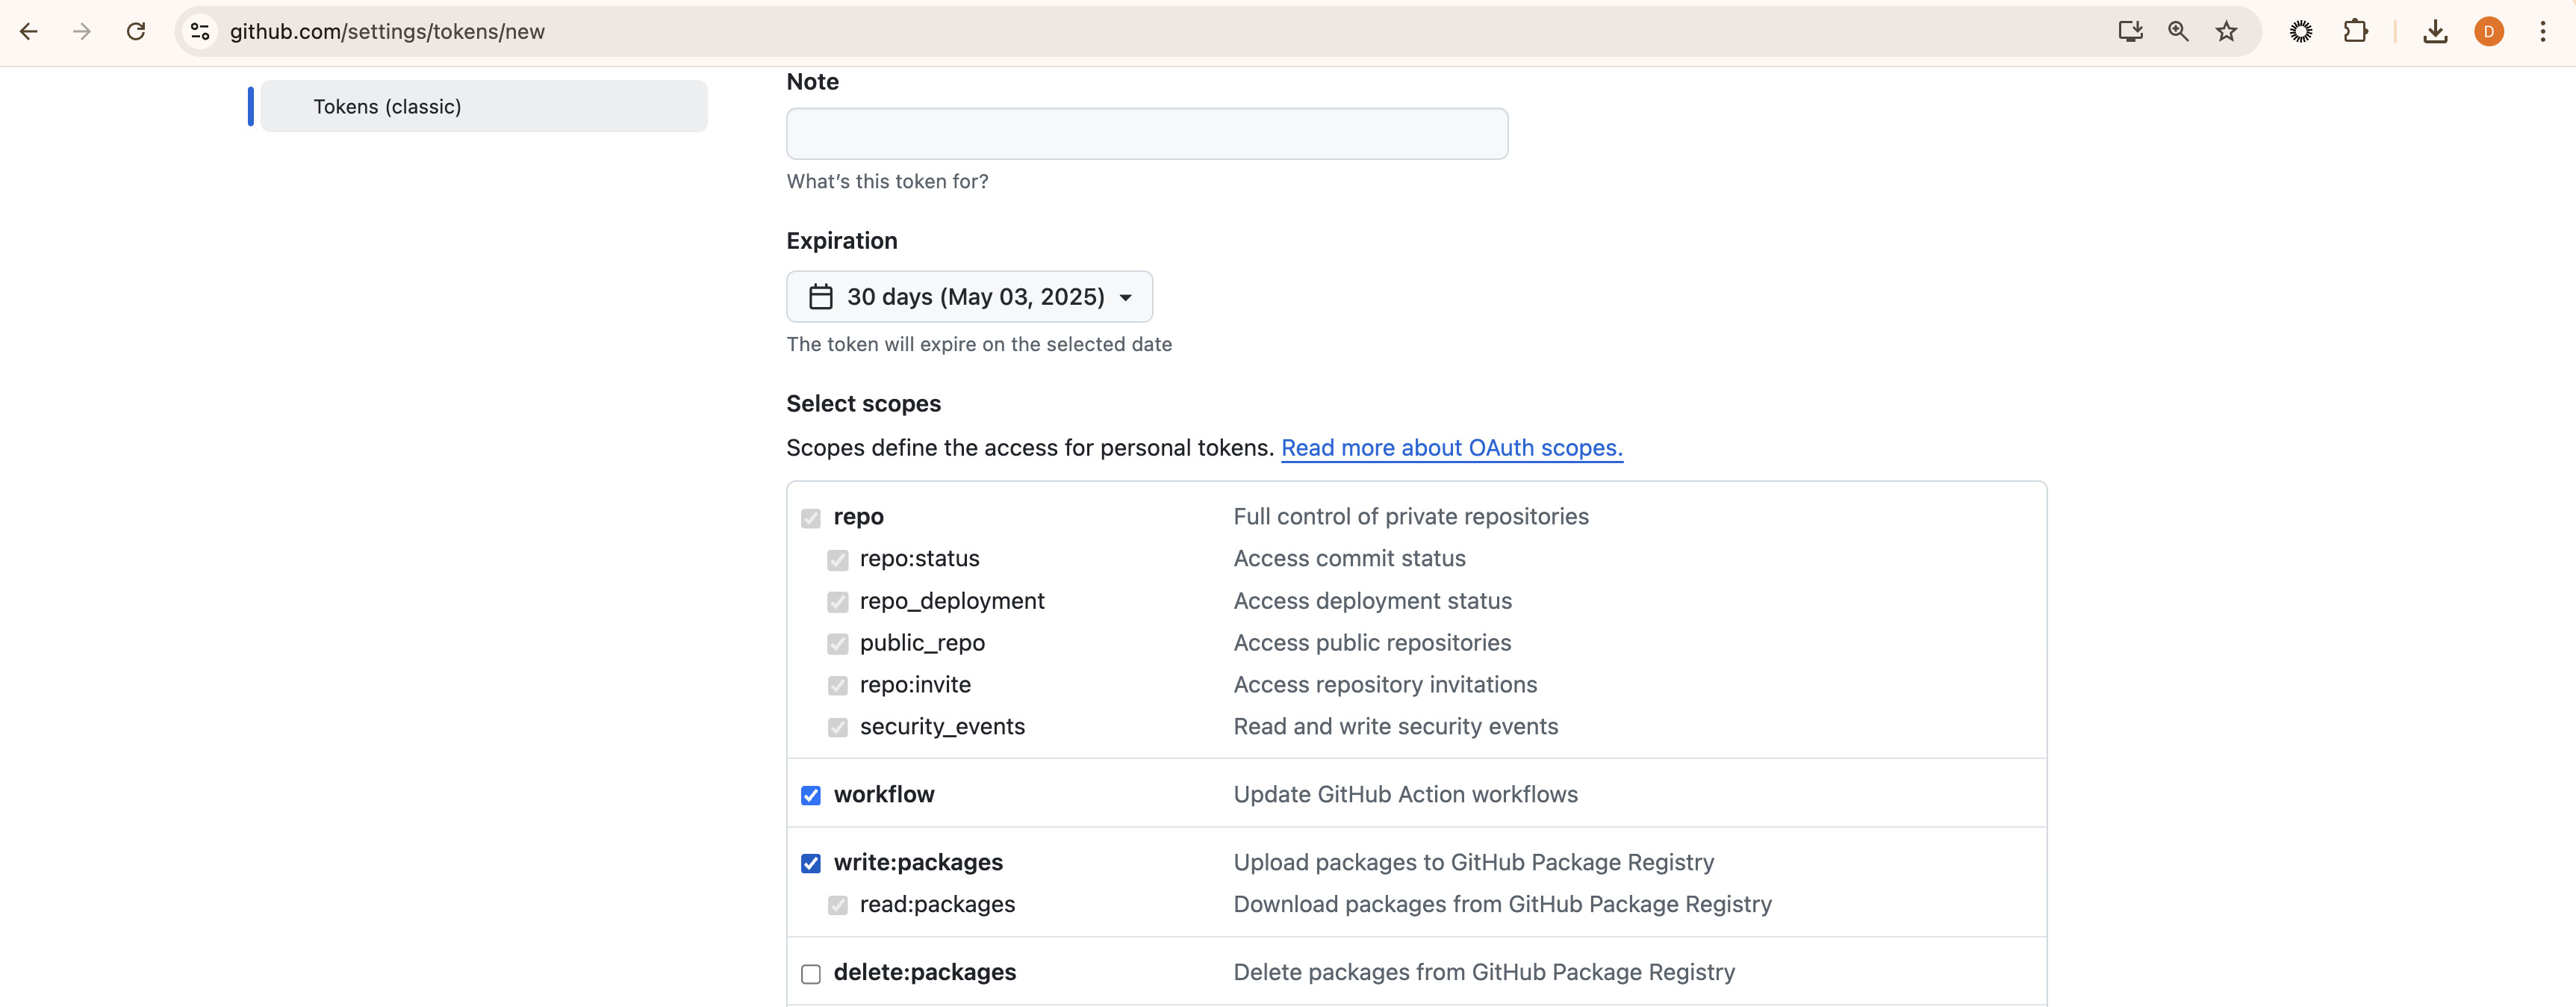 github.com/settings/tokens/new
D
Tokens (classic)
Note
What's this token for?
Expiration
30 days (May 03, 2025)
The token will expire on the selected date
Select scopes
Scopes define the access for personal tokens. Read more about OAuth scopes.
repo Full control of private repositories
repo:status Access commit status
repo_deployment Access deployment status
public_repo Access public repositories
repo:invite Access repository invitations
security_events Read and write security events
workflow Update GitHub Action workflows
write:packages Upload packages to GitHub Package Registry
read:packages Download packages from GitHub Package Registry
delete:packages Delete packages from GitHub Package Registry